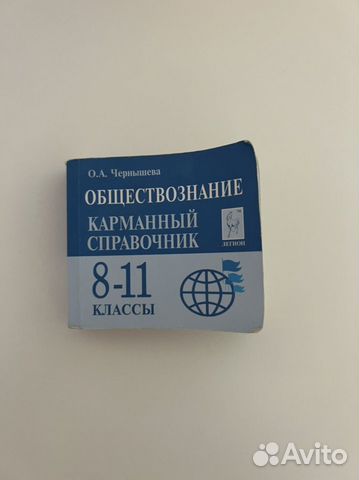 О.А. Чернышева
ОБЩЕСТВОЗНАНИЕ
КАРМАННЫЙ
СПРАВОЧНИК
ЛЕГИОН
8-11
КЛАССЫ
Avito